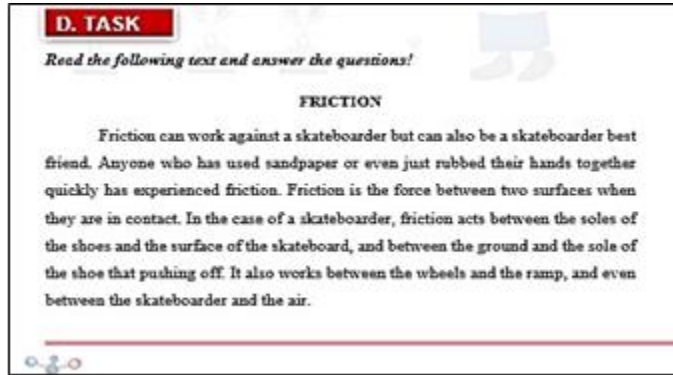 D. TASK
Read the following text and answer the questions!
FRICTION
Friction can work against a skateboarder but can also be a skateboarder best
friend. Anyone who has used sandpaper or even just rubbed their hands together
quickly has experienced friction. Friction is the force between two surfaces when
they are in contact. In the case of a skateboarder, friction acts between the soles of
the shoes and the surface of the skateboard, and between the ground and the sole of
the shoe that pushing off. It also works between the wheels and the ramp, and even
between the skateboarder and the air.